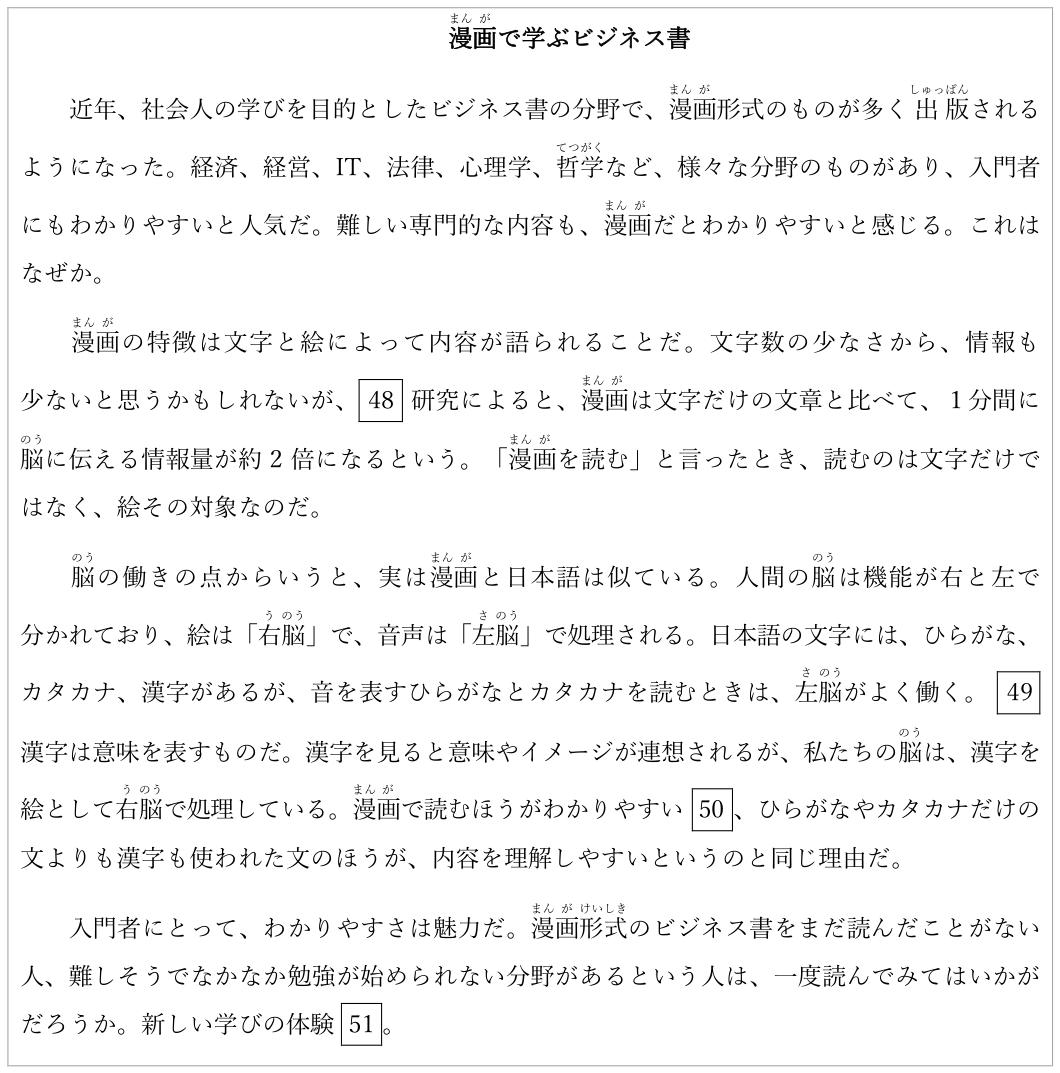 漫画で学ぶビジネス書
近年、社会人の学びを目的としたビジネス書の分野で、漫画形式のものが多く出版される
ようになった。経済、経営、IT、法律、心理学、哲学など、様々な分野のものがあり、入門者
にもわかりやすいと人気だ。難しい専門的な内容も、漫画だとわかりやすいと感じる。これは
なぜか。
漫画の特徴は文字と絵によって内容が語られることだ。文字数の少なさから、情報も
少ないと思うかもしれないが、 48 研究によると、漫画は文字だけの文章と比べて、1分間に
脳に伝える情報量が約2倍になるという。「漫画を読む」と言ったとき、読むのは文字だけで
はなく、絵その対象なのだ。
脳の働きの点からいうと、実は漫画と日本語は似ている。人間の脳は機能が右と左で
分かれており、絵は「右脳」で、音声は「左脳」で処理される。日本語の文字には、ひらがな、
カタカナ、漢字があるが、音を表すひらがなとカタカナを読むときは、左脳がよく働く。 49
漢字は意味を表すものだ。漢字を見ると意味やイメージが連想されるが、私たちの脳は、漢字を
絵として右脳で処理している。漫画で読むほうがわかりやすい 50 、ひらがなやカタカナだけの
文よりも漢字も使われた文のほうが、内容を理解しやすいというのと同じ理由だ。
入門者にとって、わかりやすさは魅力だ。漫画形式のビジネス書をまだ読んだことがない
人、難しそうでなかなか勉強が始められない分野があるという人は、一度読んでみてはいかが
だろうか。新しい学びの体験 51 。